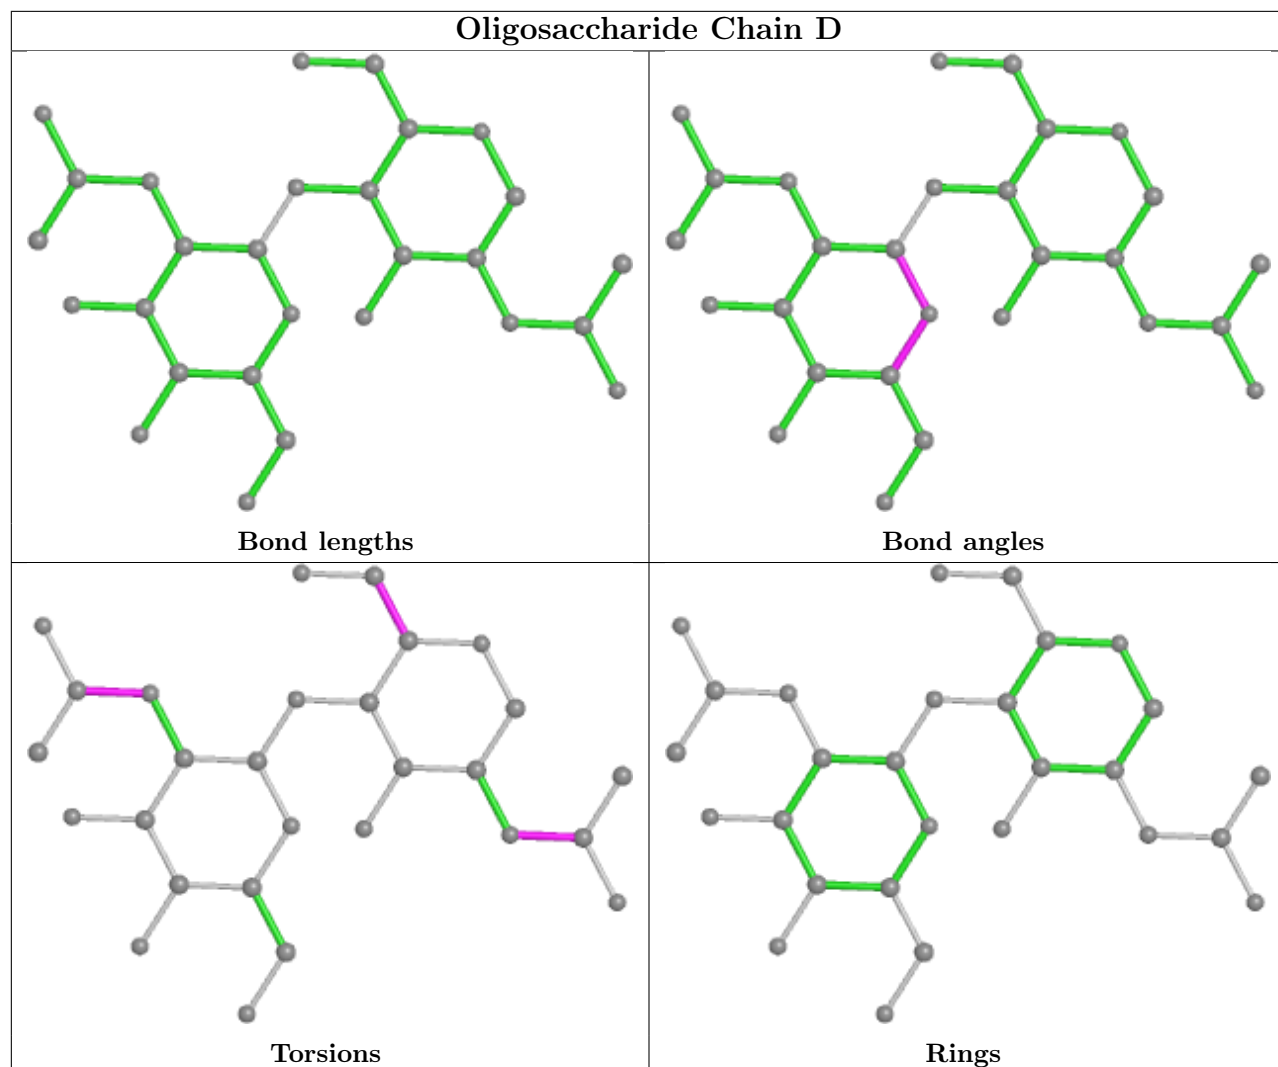 Oligosaccharide Chain D
Bond lengths
Bond angles
Torsions
Rings